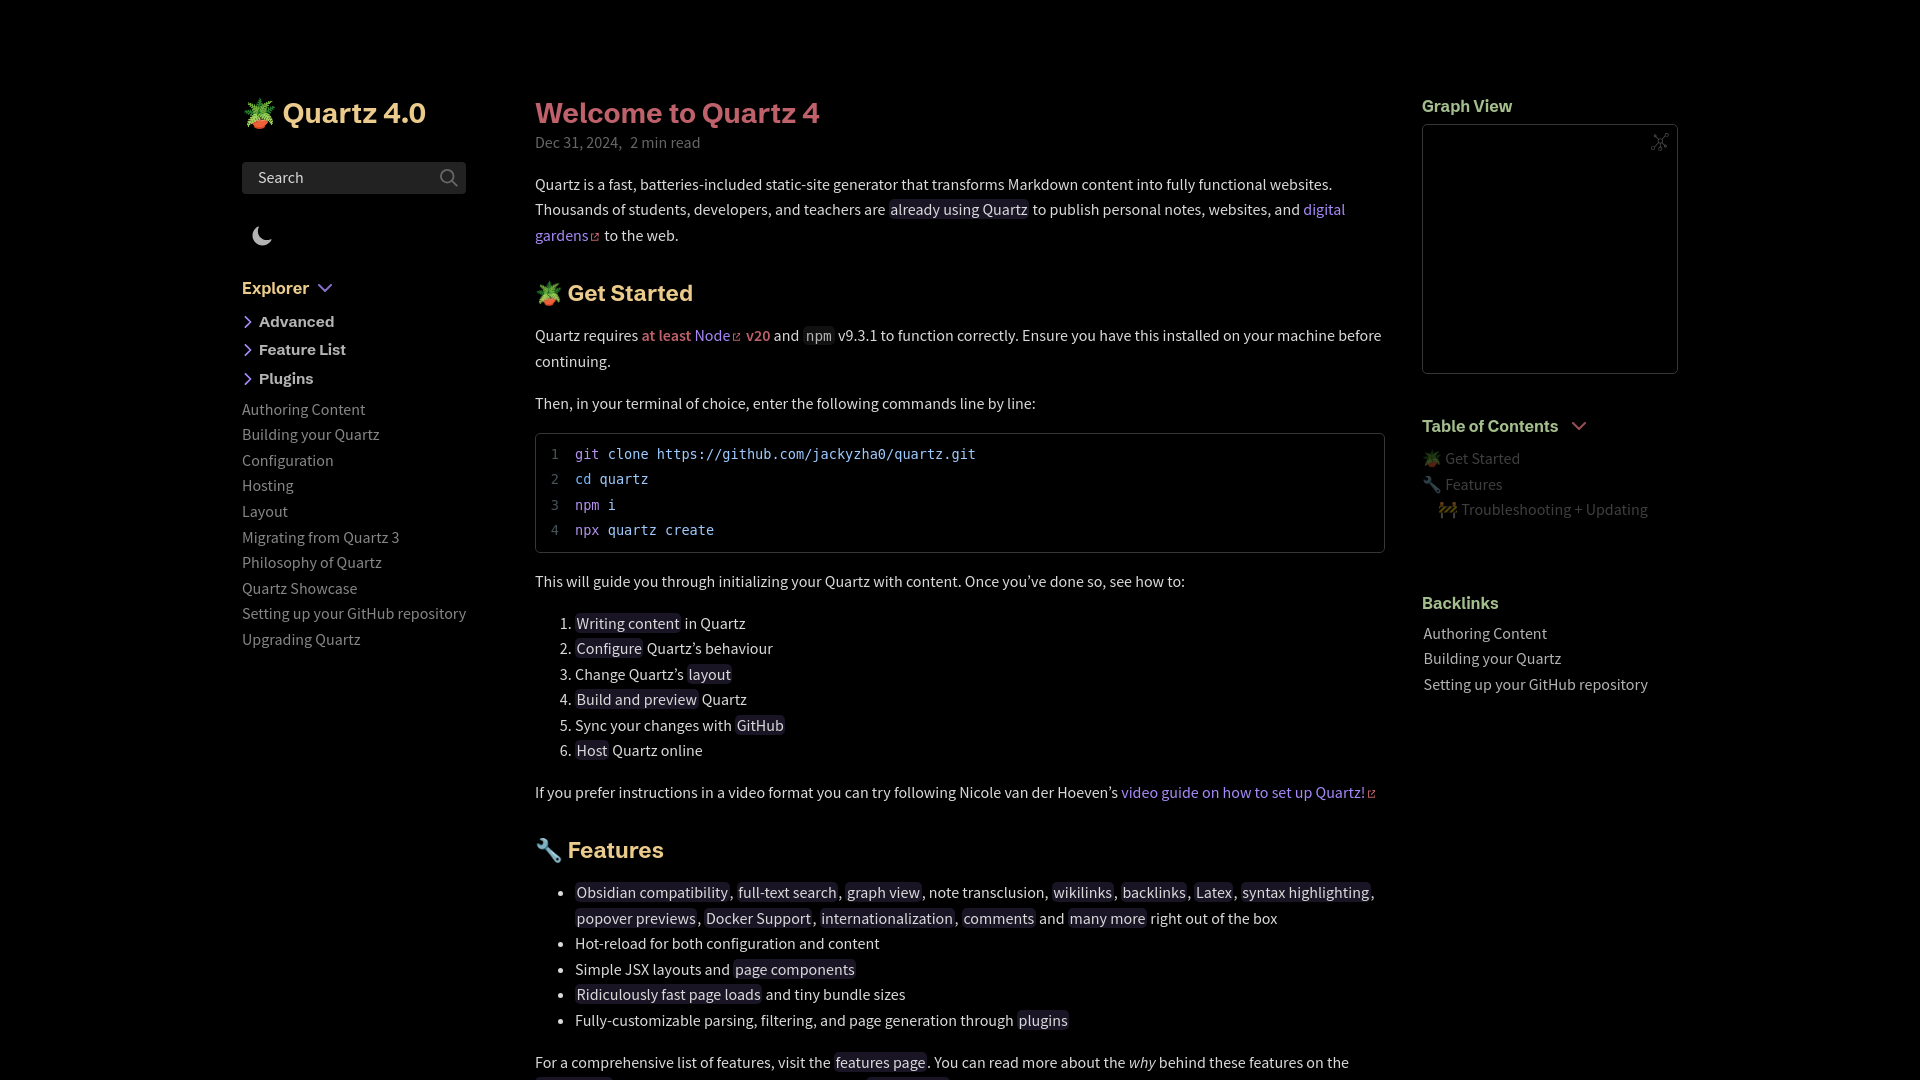 🪴 Quartz 4.0
Search
Explorer
Advanced
Feature List
Plugins
Authoring Content
Building your Quartz
Configuration
Hosting
Layout
Migrating from Quartz 3
Philosophy of Quartz
Quartz Showcase
Setting up your GitHub repository
Upgrading Quartz
Welcome to Quartz 4
Dec 31, 2024, 2 min read
Quartz is a fast, batteries-included static-site generator that transforms Markdown content into fully functional websites.
Thousands of students, developers, and teachers are already using Quartz to publish personal notes, websites, and digital
gardens to the web.
🪴 Get Started
Quartz requires at least Node v20 and npm v9.3.1 to function correctly. Ensure you have this installed on your machine before
continuing.
Then, in your terminal of choice, enter the following commands line by line:
1 git clone https://github.com/jackyzha0/quartz.git
2 cd quartz
3 npm i
4 npx quartz create
This will guide you through initializing your Quartz with content. Once you’ve done so, see how to:
1. Writing content in Quartz
2. Configure Quartz’s behaviour
3. Change Quartz’s layout
4. Build and preview Quartz
5. Sync your changes with GitHub
6. Host Quartz online
If you prefer instructions in a video format you can try following Nicole van der Hoeven’s video guide on how to set up Quartz!
🔧 Features
• Obsidian compatibility, full-text search, graph view, note transclusion, wikilinks, backlinks, Latex, syntax highlighting,
popover previews, Docker Support, internationalization, comments and many more right out of the box
• Hot-reload for both configuration and content
• Simple JSX layouts and page components
• Ridiculously fast page loads and tiny bundle sizes
• Fully-customizable parsing, filtering, and page generation through plugins
For a comprehensive list of features, visit the features page. You can read more about the why behind these features on the
Graph View
Table of Contents
🪴 Get Started
🔧 Features
🚧 Troubleshooting + Updating
Backlinks
Authoring Content
Building your Quartz
Setting up your GitHub repository